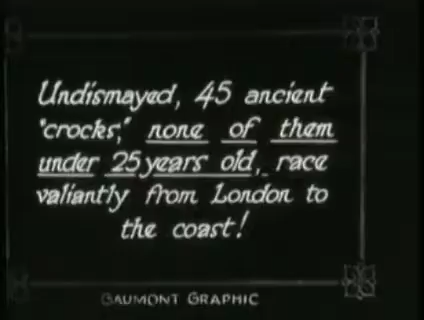 Undismayed, 45 ancient
"crocks," none of them
under 25 years old, race
valiantly from London to
the coast!
GAUMONT GRAPHIC